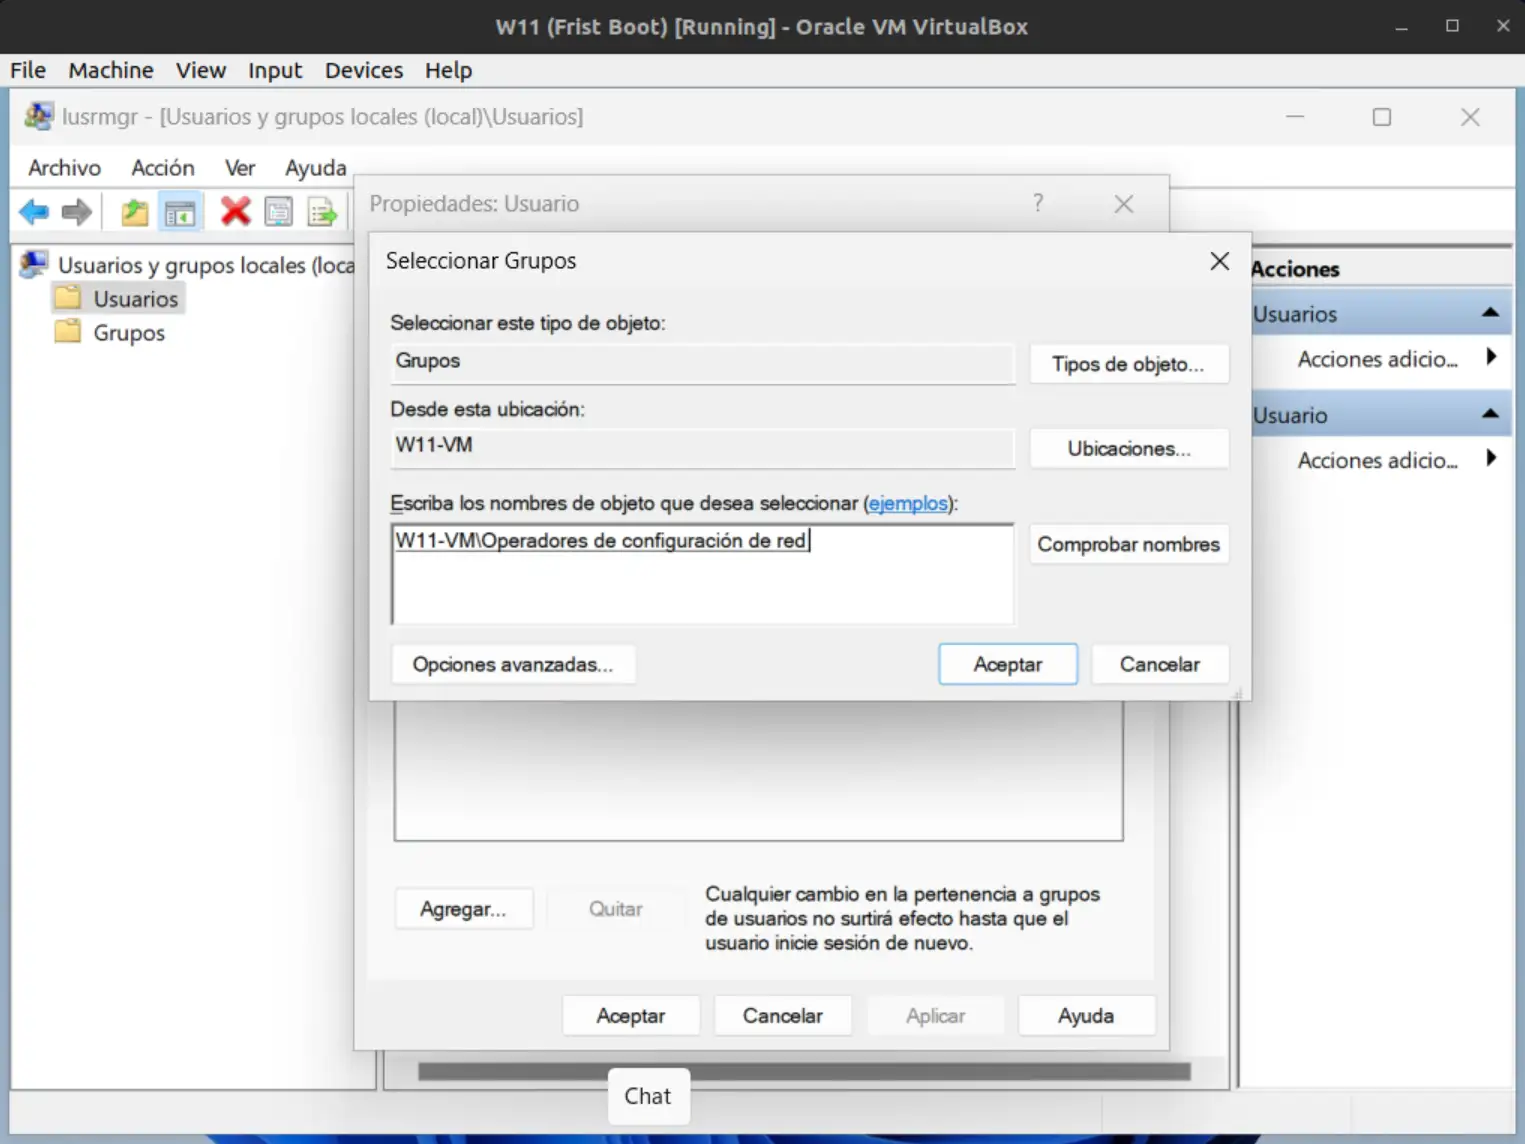 W11 (Frist Boot) [Running] - Oracle VM VirtualBox
File Machine View Input Devices Help
lusrmgr - [Usuarios y grupos locales (local)\Usuarios]
Archivo Acción Ver Ayuda
Usuarios y grupos locales (loca
Usuarios
Grupos
Propiedades: Usuario
?
Seleccionar Grupos
Seleccionar este tipo de objeto:
Grupos
Tipos de objeto...
Desde esta ubicación:
W11-VM
Ubicaciones...
Escriba los nombres de objeto que desea seleccionar (ejemplos):
W11-VM\Operadores de configuración de red
Comprobar nombres
Opciones avanzadas...
Aceptar
Cancelar
Agregar...
Quitar
Cualquier cambio en la pertenencia a grupos
de usuarios no surtirá efecto hasta que el
usuario inicie sesión de nuevo.
Aceptar
Cancelar
Aplicar
Ayuda
Acciones
Usuarios
Acciones adicio...
Usuario
Acciones adicio...
Chat